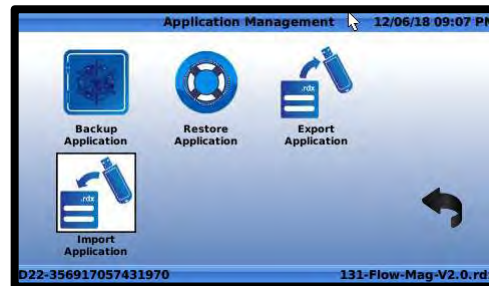 Application Management 12/06/18 09:07 PM
Backup
Application
Restore
Application
.rdx
Export
Application
.rdx
Import
Application
D22-356917057431970 131-Flow-Mag-V2.0.rd